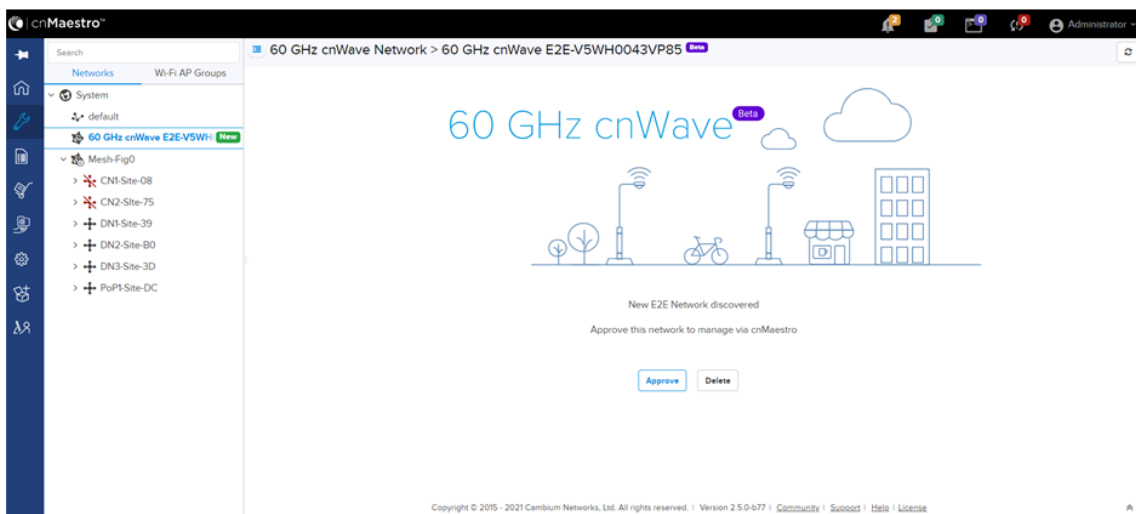 cnMaestro™
2
0
0
0
Administrator
Search
60 GHz cnWave Network > 60 GHz cnWave E2E-V5WH0043VP85 Beta
Networks Wi-Fi AP Groups
System
default
60 GHz cnWave E2E-V5WH New
Mesh-Fig0
CN1-Site-08
CN2-Site-75
DN1-Site-39
DN2-Site-B0
DN3-Site-3D
PoP1-Site-DC
60 GHz cnWave Beta
New E2E Network discovered
Approve this network to manage via cnMaestro
Approve Delete
Copyright © 2015 - 2021 Cambium Networks, Ltd. All rights reserved. | Version 2.5.0-b77 | Community | Support | Help | License